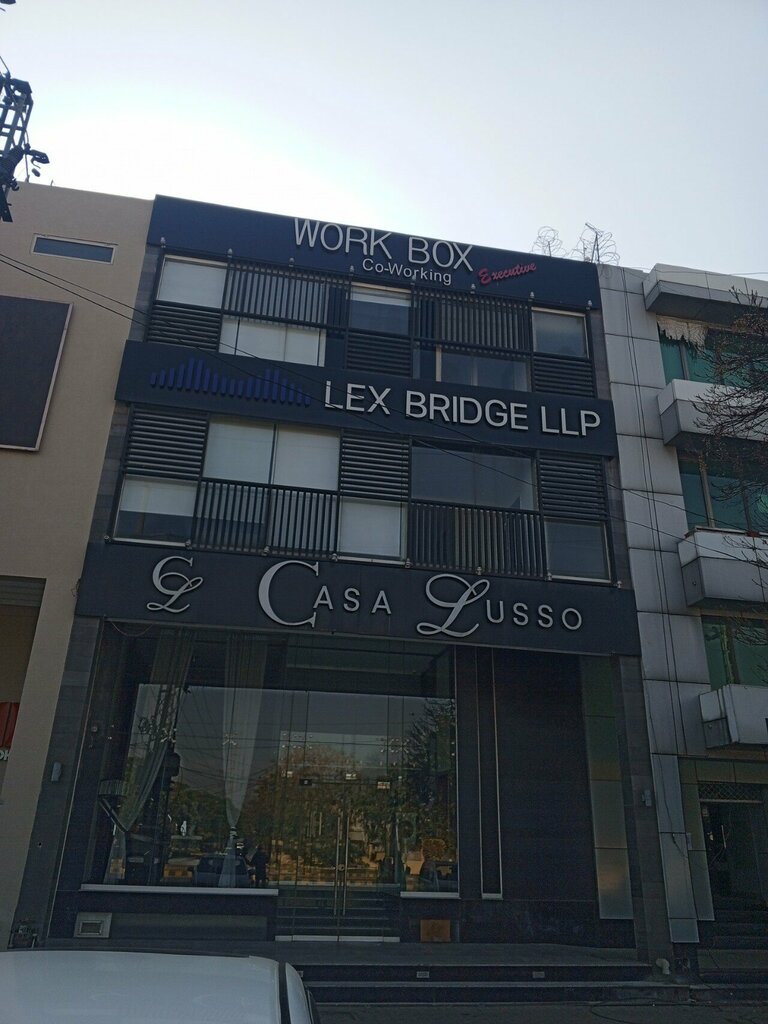 WORK BOX
Co-Working Executive
LEX BRIDGE LLP
CL CASA LUSSO